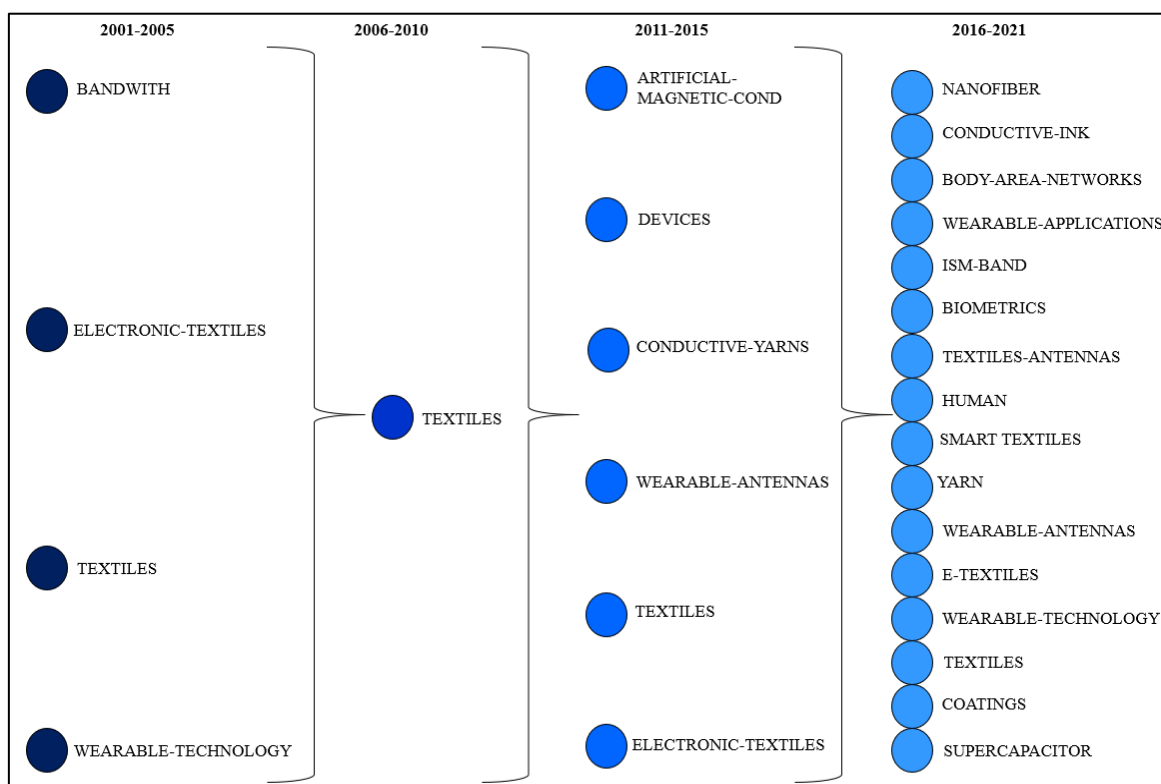 2001-2005
2006-2010
2011-2015
2016-2021
BANDWITH
ELECTRONIC-TEXTILES
TEXTILES
WEARABLE-TECHNOLOGY
TEXTILES
ARTIFICIAL-
MAGNETIC-COND
DEVICES
CONDUCTIVE-YARNS
WEARABLE-ANTENNAS
TEXTILES
ELECTRONIC-TEXTILES
NANOFIBER
CONDUCTIVE-INK
BODY-AREA-NETWORKS
WEARABLE-APPLICATIONS
ISM-BAND
BIOMETRICS
TEXTILES-ANTENNAS
HUMAN
SMART TEXTILES
YARN
WEARABLE-ANTENNAS
E-TEXTILES
WEARABLE-TECHNOLOGY
TEXTILES
COATINGS
SUPERCAPACITOR